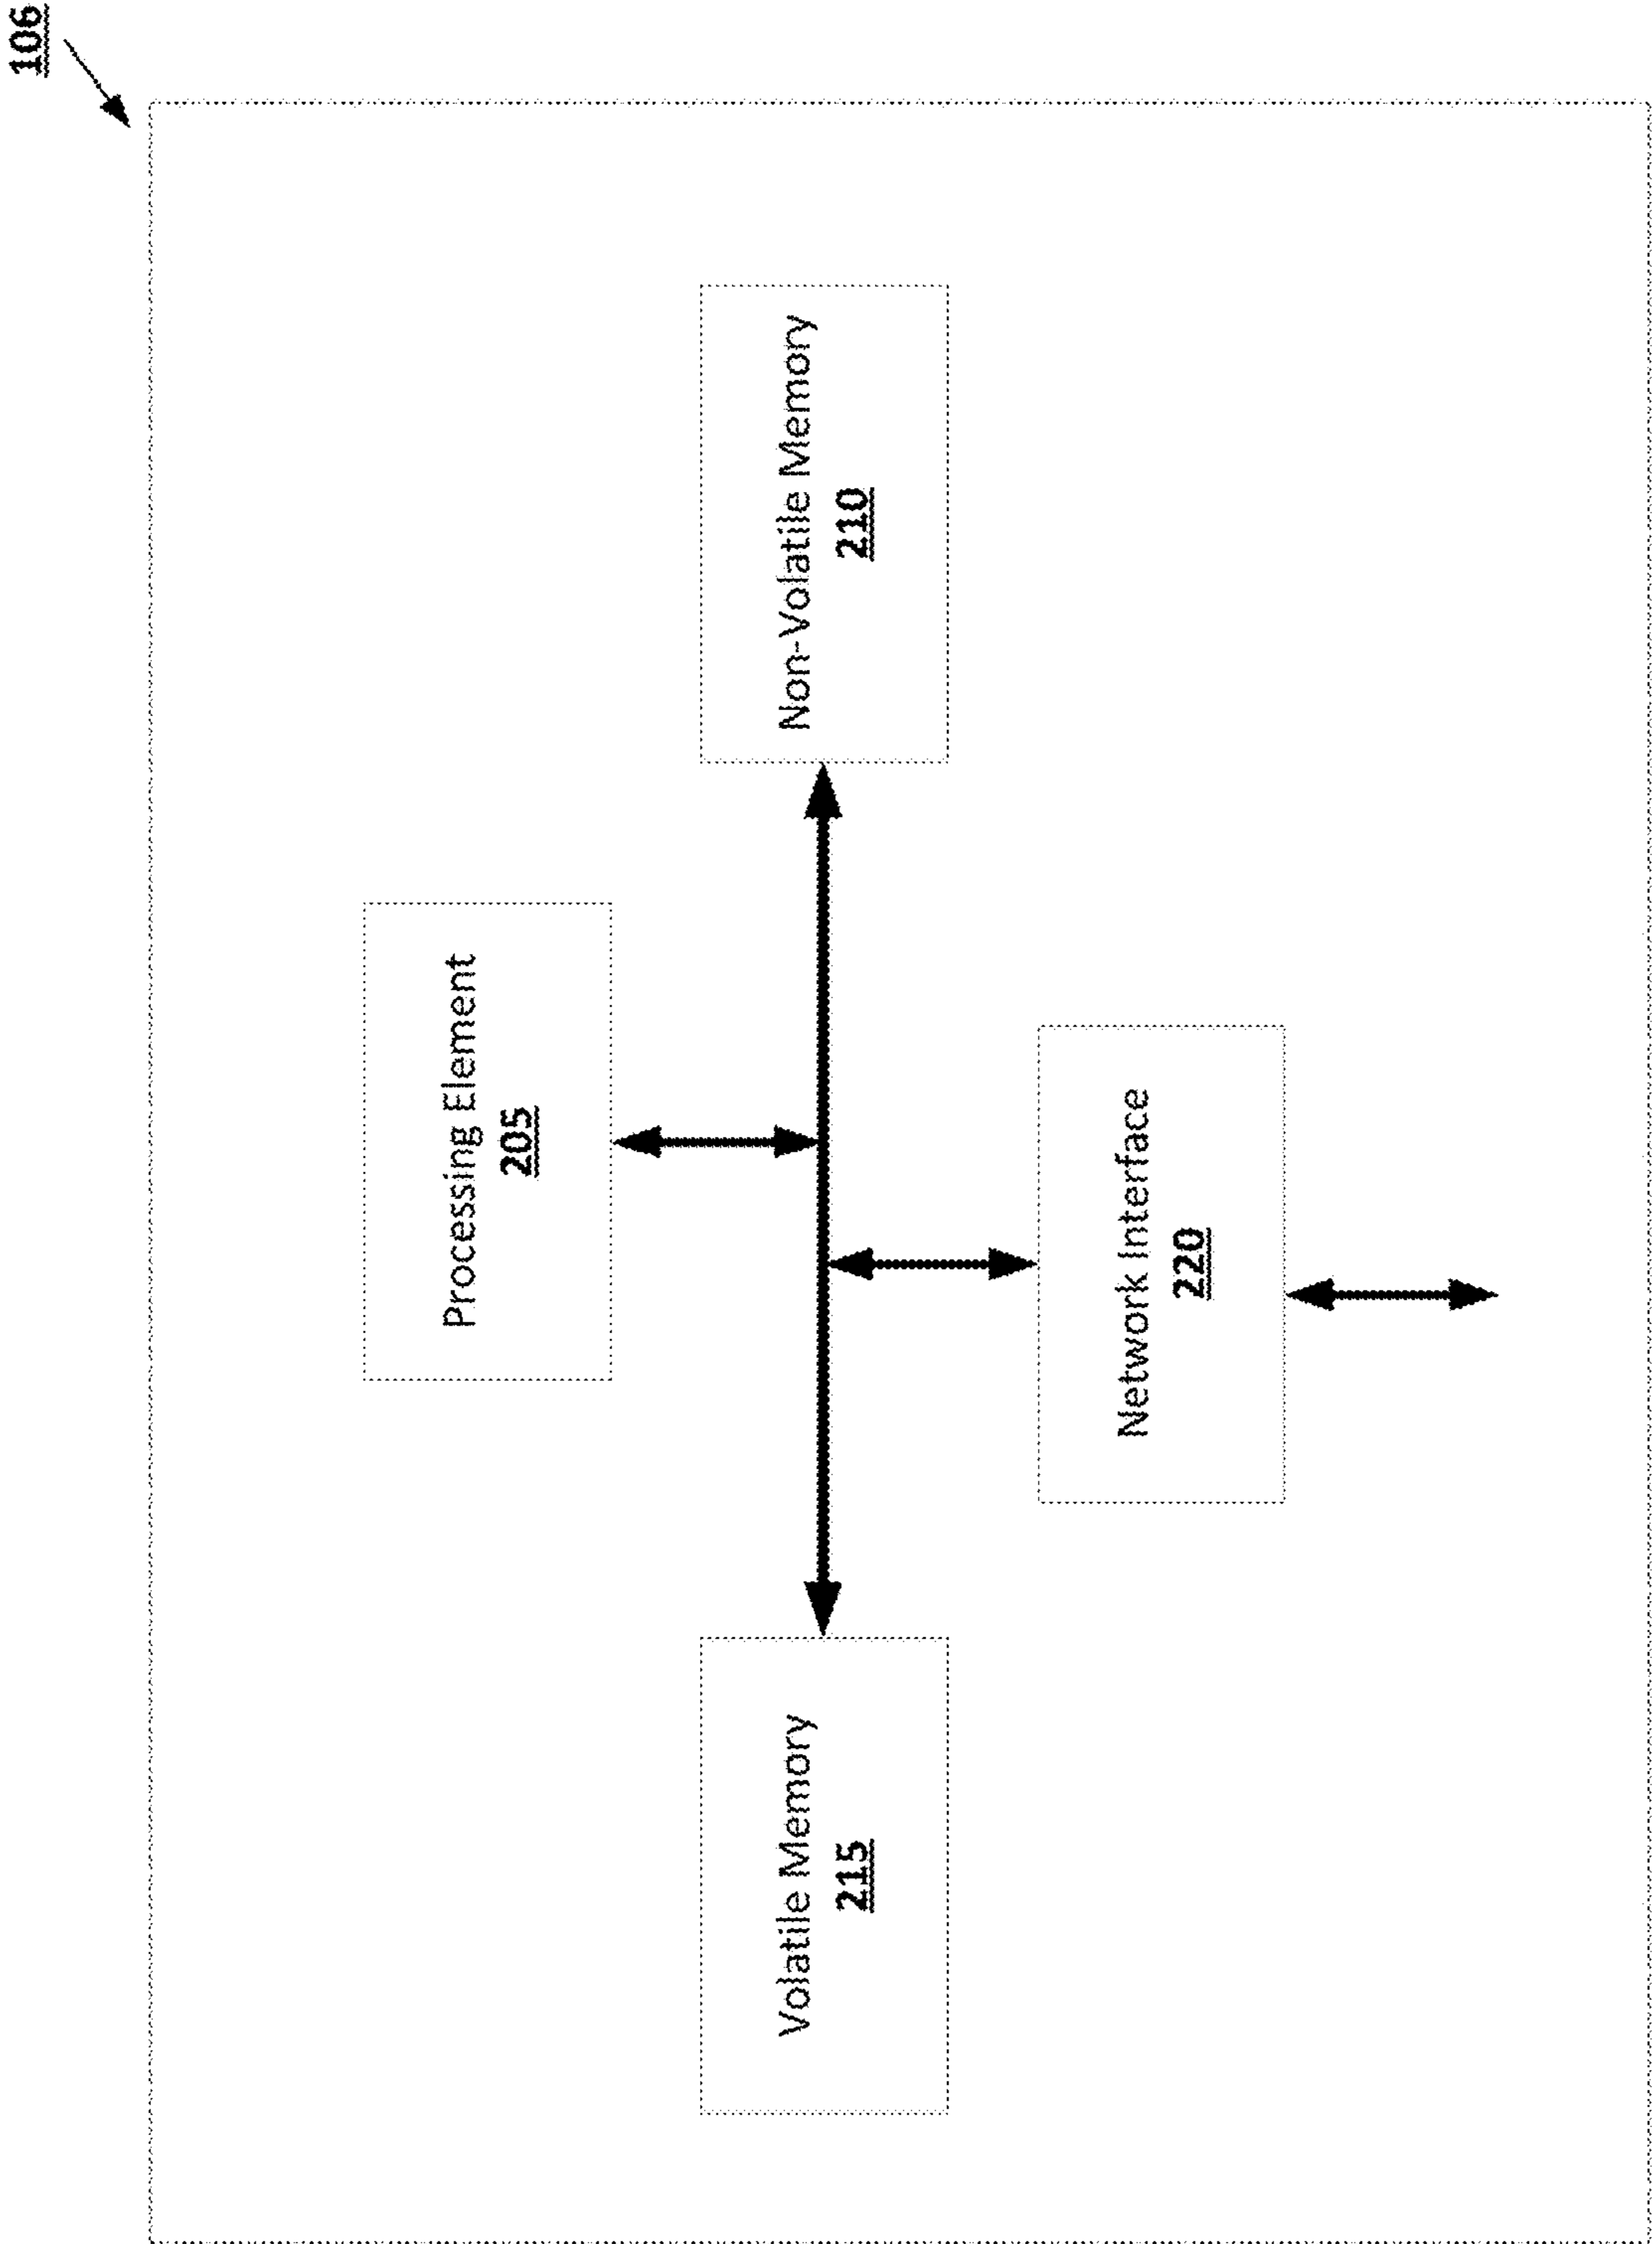 106
Processing Element
205
Volatile Memory
215
Non-Volatile Memory
210
Network Interface
220